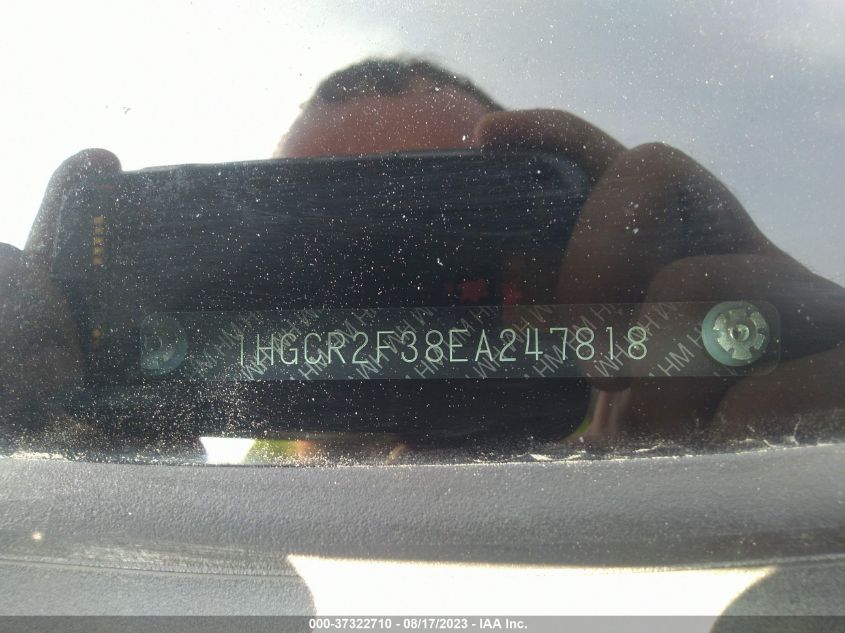 1HGCR2F38EA247818
000-37322710 - 08/17/2023 - IAA Inc.